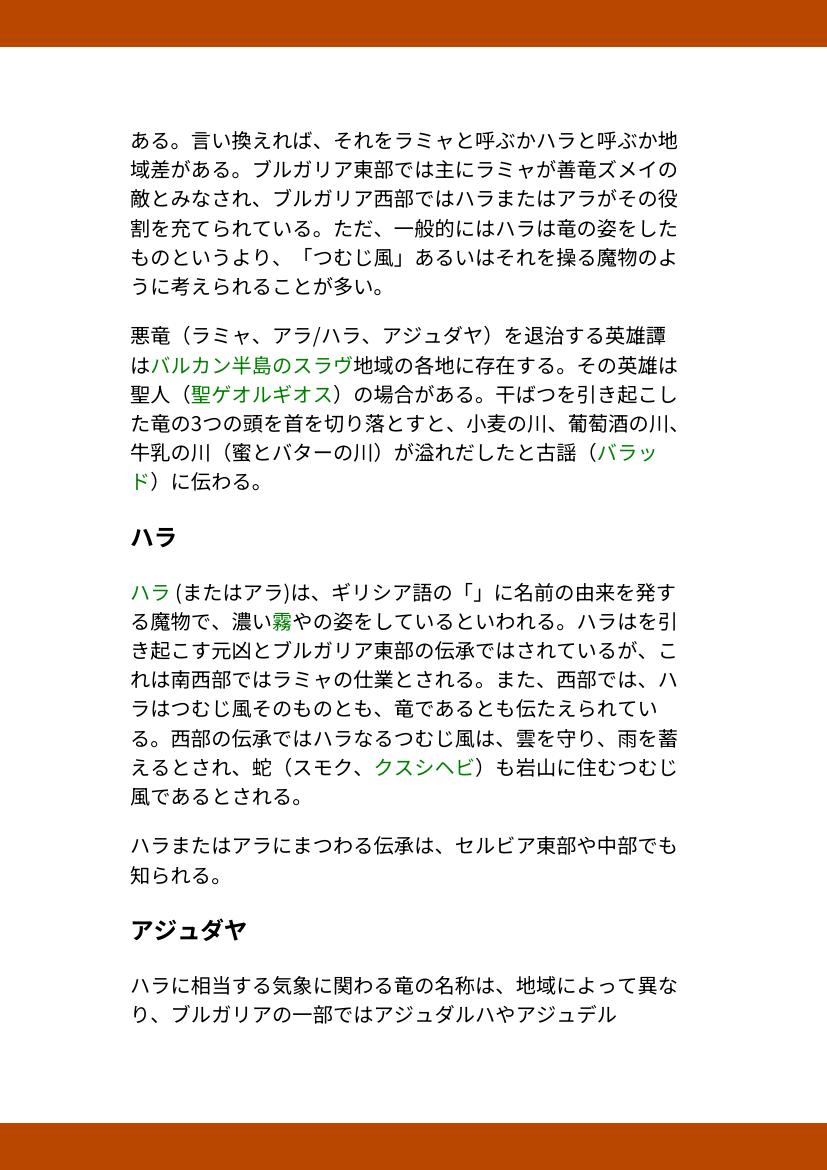 ある。言い換えれば、それをラミャと呼ぶかハラと呼ぶか地
域差がある。ブルガリア東部では主にラミャが善竜ズメイの
敵とみなされ、ブルガリア西部ではハラまたはアラがその役
割を充てられている。ただ、一般的にはハラは竜の姿をした
ものというより、「つむじ風」あるいはそれを操る魔物のよ
うに考えられることが多い。
悪竜（ラミャ、アラ/ハラ、アジュダヤ）を退治する英雄譚
はバルカン半島のスラヴ地域の各地に存在する。その英雄は
聖人（聖ゲオルギオス）の場合がある。干ばつを引き起こし
た竜の3つの頭を首を切り落とすと、小麦の川、葡萄酒の川、
牛乳の川（蜜とバターの川）が溢れだしたと古謡（バラッ
ド）に伝わる。
ハラ
ハラ (またはアラ)は、ギリシア語の「」に名前の由来を発す
る魔物で、濃い霧やの姿をしているといわれる。ハラはを引
き起こす元凶とブルガリア東部の伝承ではされているが、こ
れは南西部ではラミャの仕業とされる。また、西部では、ハ
ラはつむじ風そのものとも、竜であるとも伝たえられてい
る。西部の伝承ではハラなるつむじ風は、雲を守り、雨を蓄
えるとされ、蛇（スモク、クスシヘビ）も岩山に住むつむじ
風であるとされる。
ハラまたはアラにまつわる伝承は、セルビア東部や中部でも
知られる。
アジュダヤ
ハラに相当する気象に関わる竜の名称は、地域によって異な
り、ブルガリアの一部ではアジュダルハやアジュデル